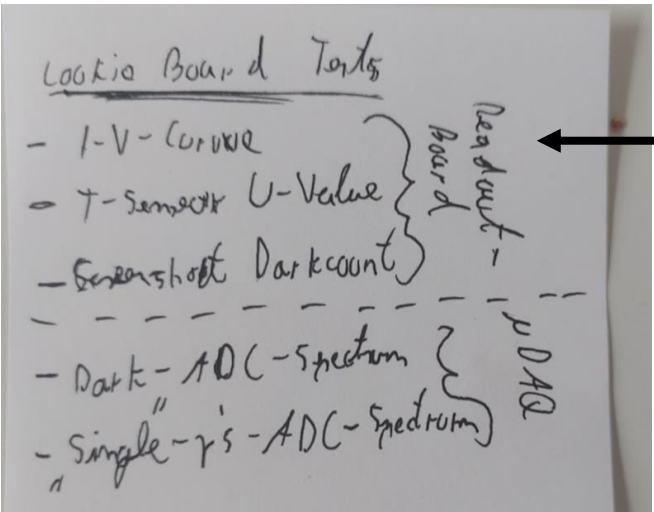 Cookie Board Tests
- I-V-Curve
- T-Sensor U-Value
- Screenshot Darkcount
Readout-
Board
- Dark-ADC-Spectrum
- "Single-γ's"-ADC-Spectrum
μDAQ